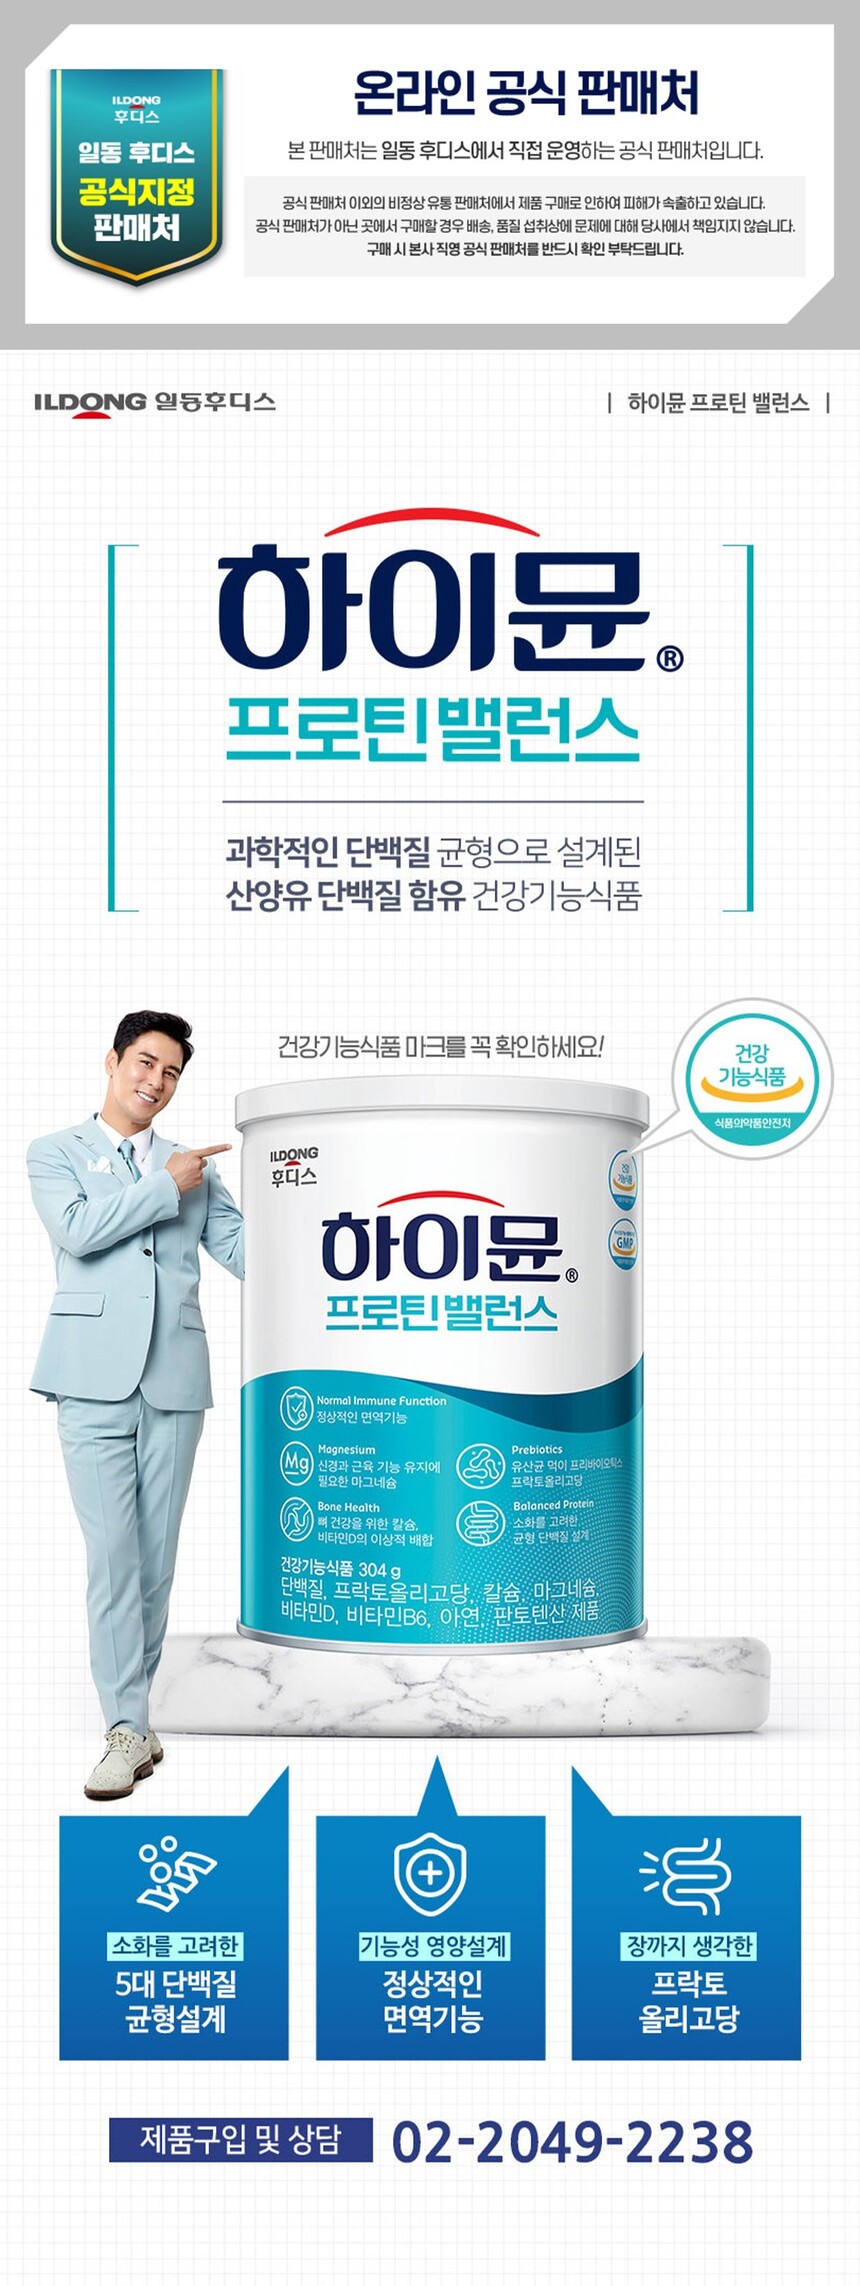 ILDONG
후디스
일동 후디스
공식지정
판매처
온라인 공식 판매처
본 판매처는 일동 후디스에서 직접 운영하는 공식 판매처입니다.
공식 판매처 이외의 비정상 유통 판매처에서 제품 구매로 인하여 피해가 속출하고 있습니다.
공식 판매처가 아닌 곳에서 구매할 경우 배송, 품질 섭취상에 문제에 대해 당사에서 책임지지 않습니다.
구매 시 본사 직영 공식 판매처를 반드시 확인 부탁드립니다.
ILDONG 일동후디스
| 하이뮨 프로틴 밸런스 |
하이뮨®
프로틴밸런스
과학적인 단백질 균형으로 설계된
산양유 단백질 함유 건강기능식품
건강기능식품 마크를 꼭 확인하세요!
건강
기능식품
식품의약품안전처
ILDONG
후디스
건강
기능식품
GMP
하이뮨®
프로틴밸런스
Normal Immune Function
정상적인 면역기능
Mg
Magnesium
신경과 근육 기능 유지에
필요한 마그네슘
Prebiotics
유산균 먹이 프리바이오틱스
프락토올리고당
Bone Health
뼈 건강을 위한 칼슘,
비타민D의 이상적 배합
Balanced Protein
소화를 고려한
균형 단백질 설계
건강기능식품 304 g
단백질, 프락토올리고당, 칼슘, 마그네슘,
비타민D, 비타민B6, 아연, 판토텐산 제품
소화를 고려한
5대 단백질
균형설계
기능성 영양설계
정상적인
면역기능
장까지 생각한
프락토
올리고당
제품구입 및 상담 02-2049-2238